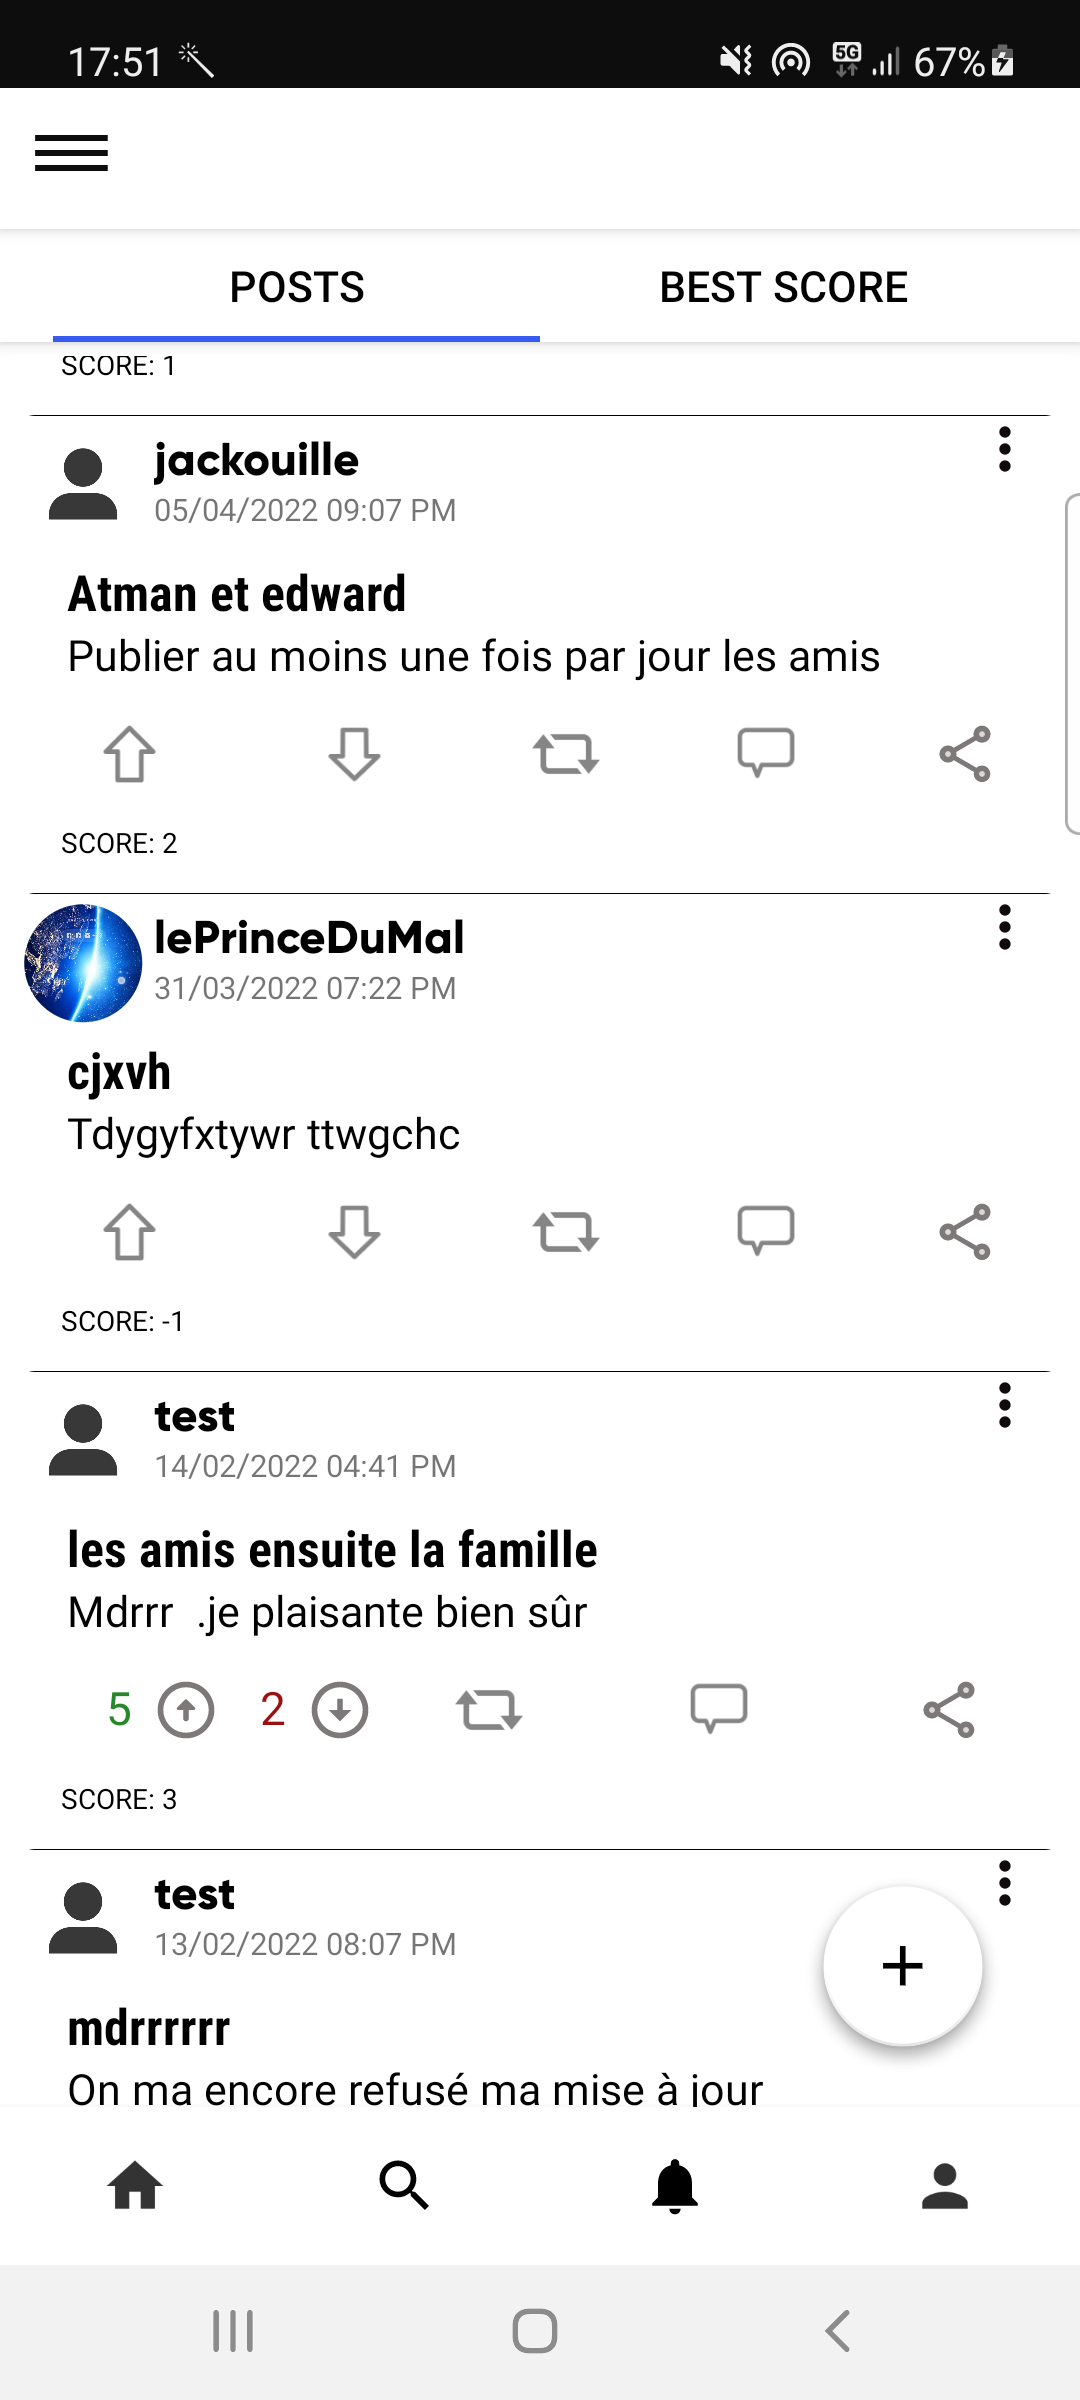 17:51
5G
67%
POSTS
BEST SCORE
SCORE: 1
jackouille
05/04/2022 09:07 PM
Atman et edward
Publier au moins une fois par jour les amis
SCORE: 2
lePrinceDuMal
31/03/2022 07:22 PM
cjxvh
Tdygyfxtywr ttwgchc
SCORE: -1
test
14/02/2022 04:41 PM
les amis ensuite la famille
Mdrrr  .je plaisante bien sûr
5
2
SCORE: 3
test
13/02/2022 08:07 PM
mdrrrrrr
On ma encore refusé ma mise à jour